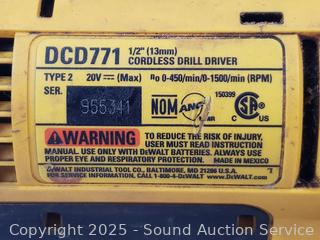 DCD771 1/2" (13mm)
CORDLESS DRILL DRIVER
TYPE 2 20V⎓(Max) no 0-450/min/0-1500/min (RPM)
SER. 955341
NOM ANCE
150399
C US
WARNING TO REDUCE THE RISK OF INJURY,
USER MUST READ INSTRUCTION
MANUAL. USE ONLY WITH DeWALT BATTERIES. ALWAYS USE
PROPER EYE AND RESPIRATORY PROTECTION. MADE IN MEXICO
DeWALT INDUSTRIAL TOOL CO., BALTIMORE, MD 21286 U.S.A.
FOR SERVICE INFORMATION, CALL 1-800-4-DeWALT www.DeWALT.com
Copyright 2025 - Sound Auction Service